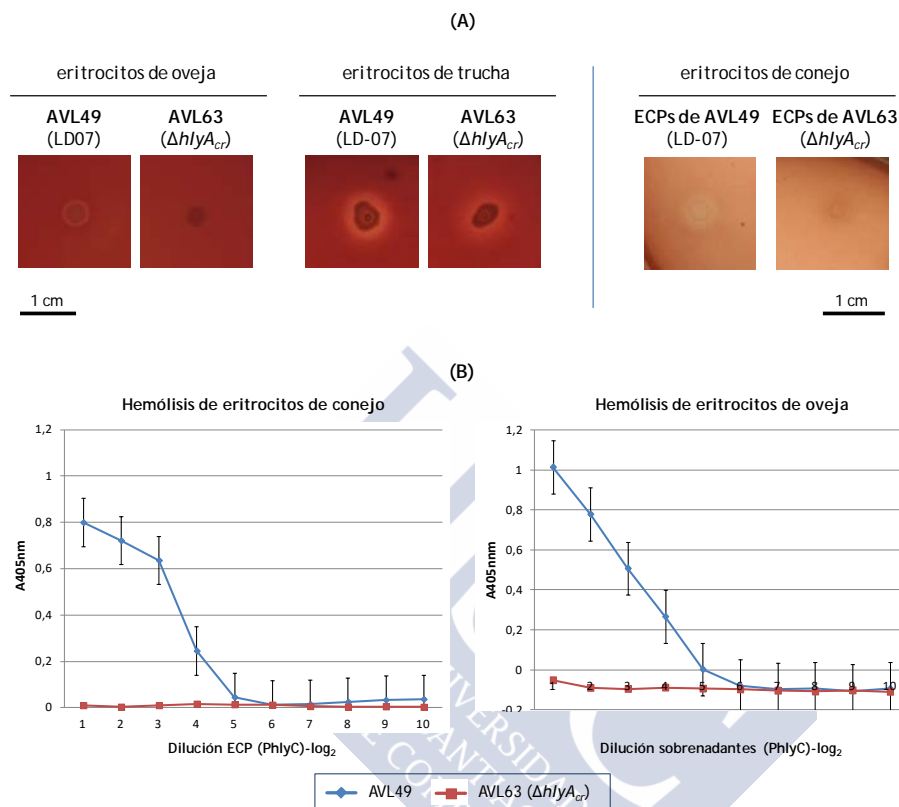 (A)
eritrocitos de oveja
eritrocitos de trucha
eritrocitos de conejo
AVL49
(LD07)
AVL63
(ΔhlyAcr)
AVL49
(LD-07)
AVL63
(ΔhlyAcr)
ECPs de AVL49
(LD-07)
ECPs de AVL63
(ΔhlyAcr)
1 cm
1 cm
(B)
Hemólisis de eritrocitos de conejo
1,2
1
0,8
0,6
0,4
0,2
0
A405nm
1 2 3 4 5 6 7 8 9 10
Dilución ECP (PhlyC)-log2
Hemólisis de eritrocitos de oveja
1,2
1
0,8
0,6
0,4
0,2
0
-0.2
A405nnm
1 2 3 4 5 6 7 8 9 10
Dilución sobrenadantes (PhlyC)-log2
AVL49
AVL63 (ΔhlyAcr)